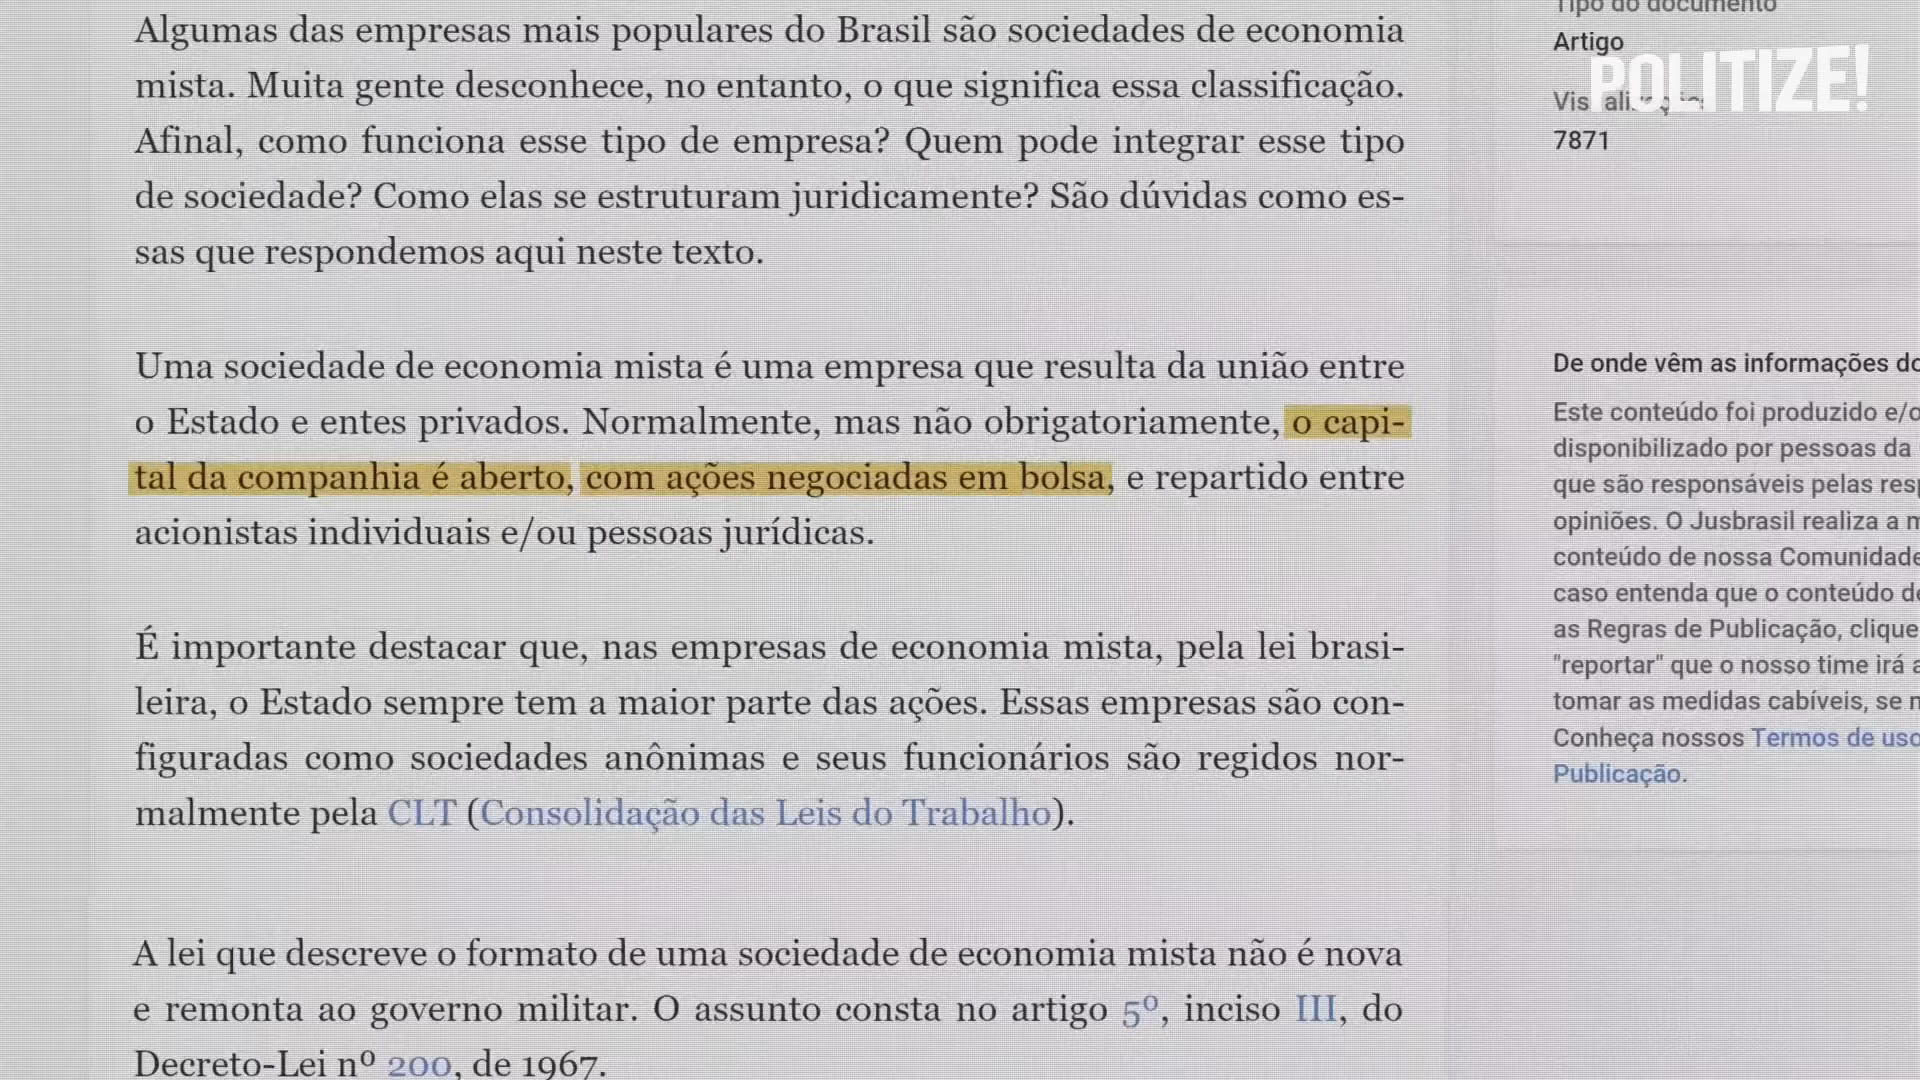 Algumas das empresas mais populares do Brasil são sociedades de economia
mista. Muita gente desconhece, no entanto, o que significa essa classificação.
Afinal, como funciona esse tipo de empresa? Quem pode integrar esse tipo
de sociedade? Como elas se estruturam juridicamente? São dúvidas como es-
sas que respondemos aqui neste texto.
Uma sociedade de economia mista é uma empresa que resulta da união entre
o Estado e entes privados. Normalmente, mas não obrigatoriamente, o capi-
tal da companhia é aberto, com ações negociadas em bolsa, e repartido entre
acionistas individuais e/ou pessoas jurídicas.
É importante destacar que, nas empresas de economia mista, pela lei brasi-
leira, o Estado sempre tem a maior parte das ações. Essas empresas são con-
figuradas como sociedades anônimas e seus funcionários são regidos nor-
malmente pela CLT (Consolidação das Leis do Trabalho).
A lei que descreve o formato de uma sociedade de economia mista não é nova
e remonta ao governo militar. O assunto consta no artigo 5º, inciso III, do
Decreto-Lei nº 200, de 1967.
Tipo do documento
Artigo
POLITIZE!
7871
De onde vêm as informações do
Este conteúdo foi produzido e/o
disponibilizado por pessoas da
que são responsáveis pelas resp
opiniões. O Jusbrasil realiza a m
conteúdo de nossa Comunidade
caso entenda que o conteúdo de
as Regras de Publicação, clique
"reportar" que o nosso time irá a
tomar as medidas cabíveis, se n
Conheça nossos Termos de uso
Publicação.